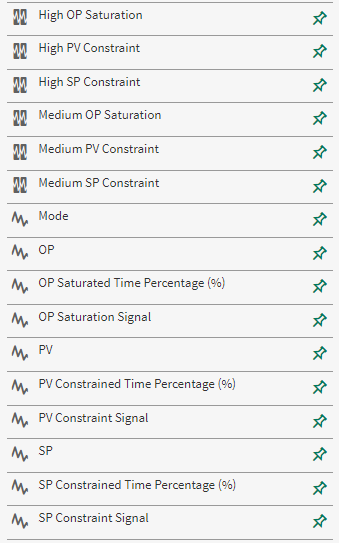 High OP Saturation
High PV Constraint
High SP Constraint
Medium OP Saturation
Medium PV Constraint
Medium SP Constraint
Mode
OP
OP Saturated Time Percentage (%)
OP Saturation Signal
PV
PV Constrained Time Percentage (%)
PV Constraint Signal
SP
SP Constrained Time Percentage (%)
SP Constraint Signal